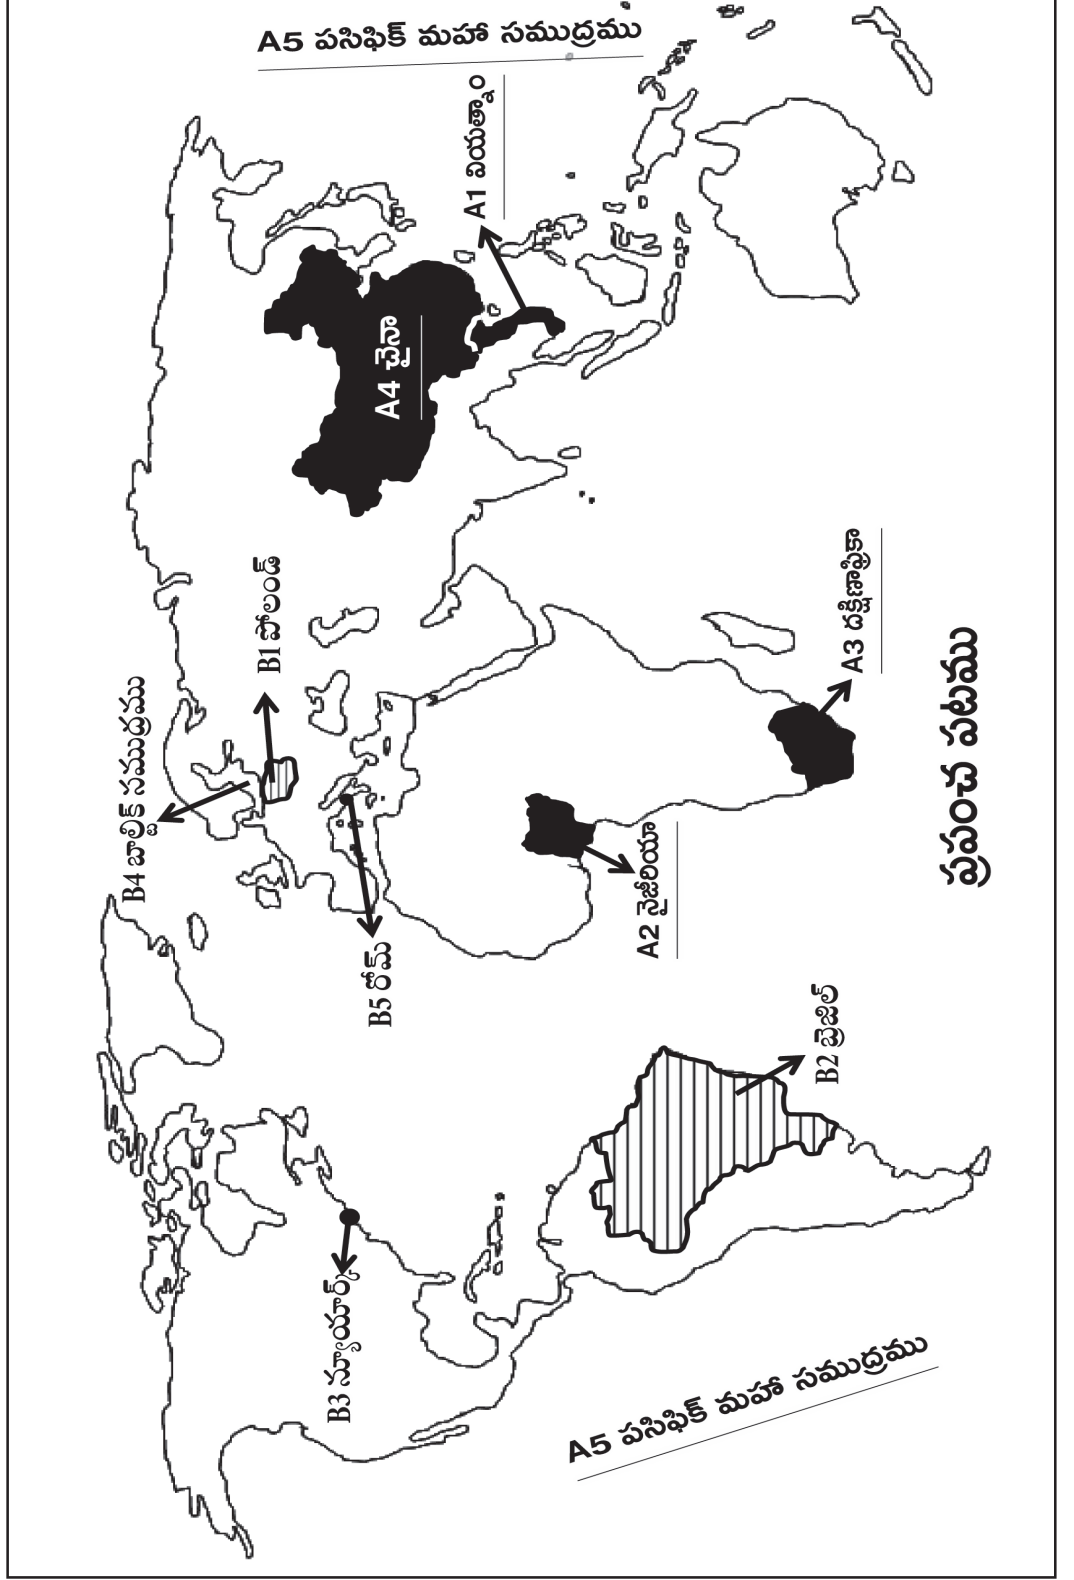 A5 పసిఫిక్ మహా సముద్రము
A1 వియత్నాం
A4 చైనా
B1 పోలండ్
B4 బాల్టిక్ సముద్రము
A3 దక్షిణాఫ్రికా
A2 నైజీరియా
B5 రోమ్
B2 బ్రెజిల్
B3 న్యూయార్క్
A5 పసిఫిక్ మహా సముద్రము
ప్రపంచ పటము